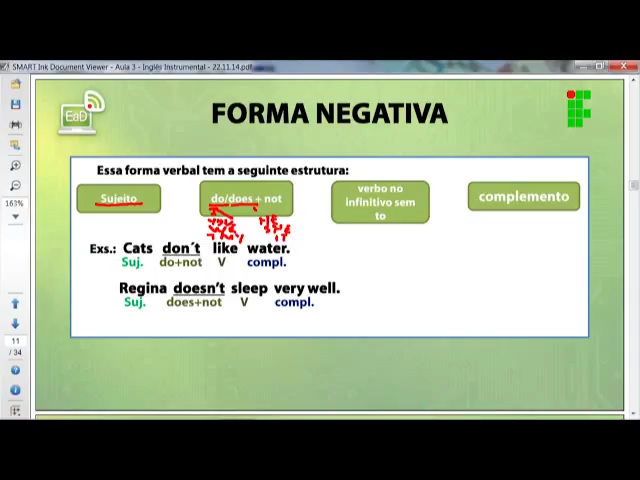 SMART Ink Document Viewer - Aula 3 - Inglês Instrumental - 22.11.14.pdf
EaD
FORMA NEGATIVA
Essa forma verbal tem a seguinte estrutura:
Sujeito
do/does + not
verbo no
infinitivo sem
to
complemento
Exs.: Cats don´t like water.
Suj. do+not V compl.
Regina doesn't sleep very well.
Suj. does+not V compl.
163%
11
/ 34